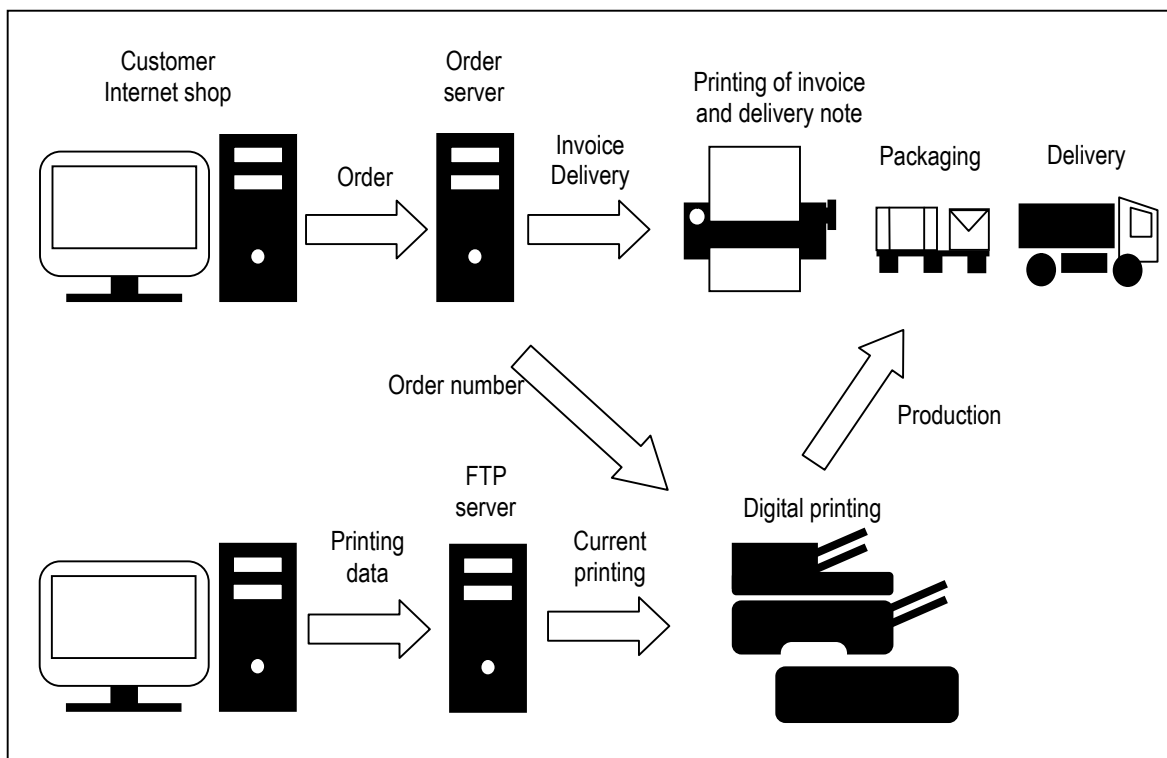 Customer
Internet shop
Order
server
Printing of invoice
and delivery note
Order
Invoice
Delivery
Packaging
Delivery
Order number
Production
FTP
server
Digital printing
Printing
data
Current
printing